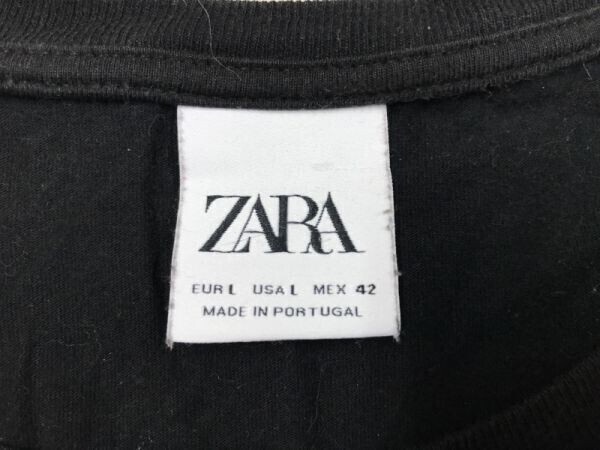 ZARA
EUR L USA L MEX 42
MADE IN PORTUGAL